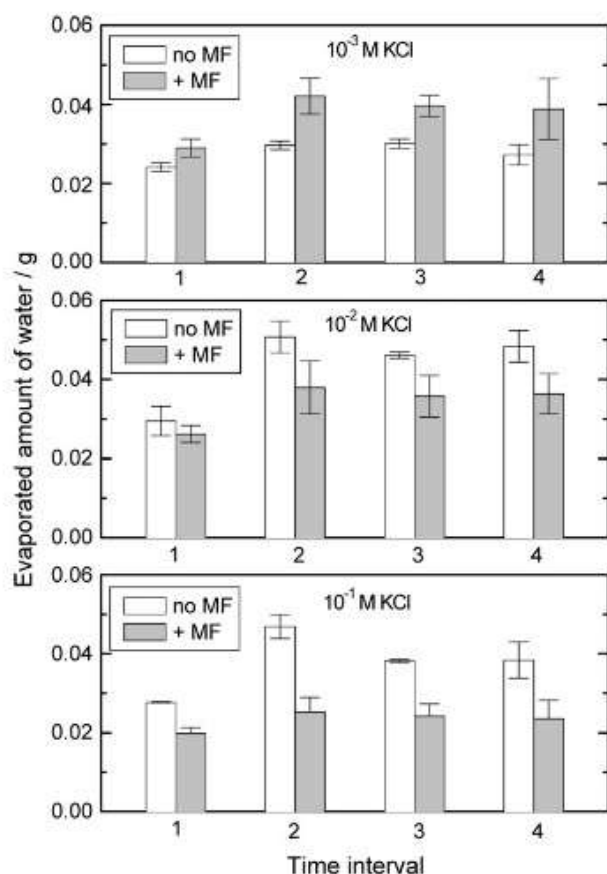 Evaporated amount of water / g
no MF
+ MF
10⁻³ M KCl
0.06
0.04
0.02
0.00
1 2 3 4
no MF
+ MF
10⁻² M KCl
0.06
0.04
0.02
0.00
1 2 3 4
no MF
+ MF
10⁻¹ M KCl
0.06
0.04
0.02
0.00
1 2 3 4
Time interval